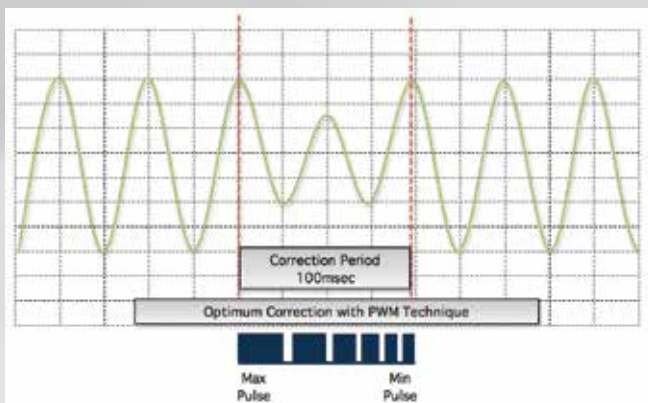 Correction Period
100msec
Optimum Correction with PWM Technique
Max
Pulse
Min
Pulse